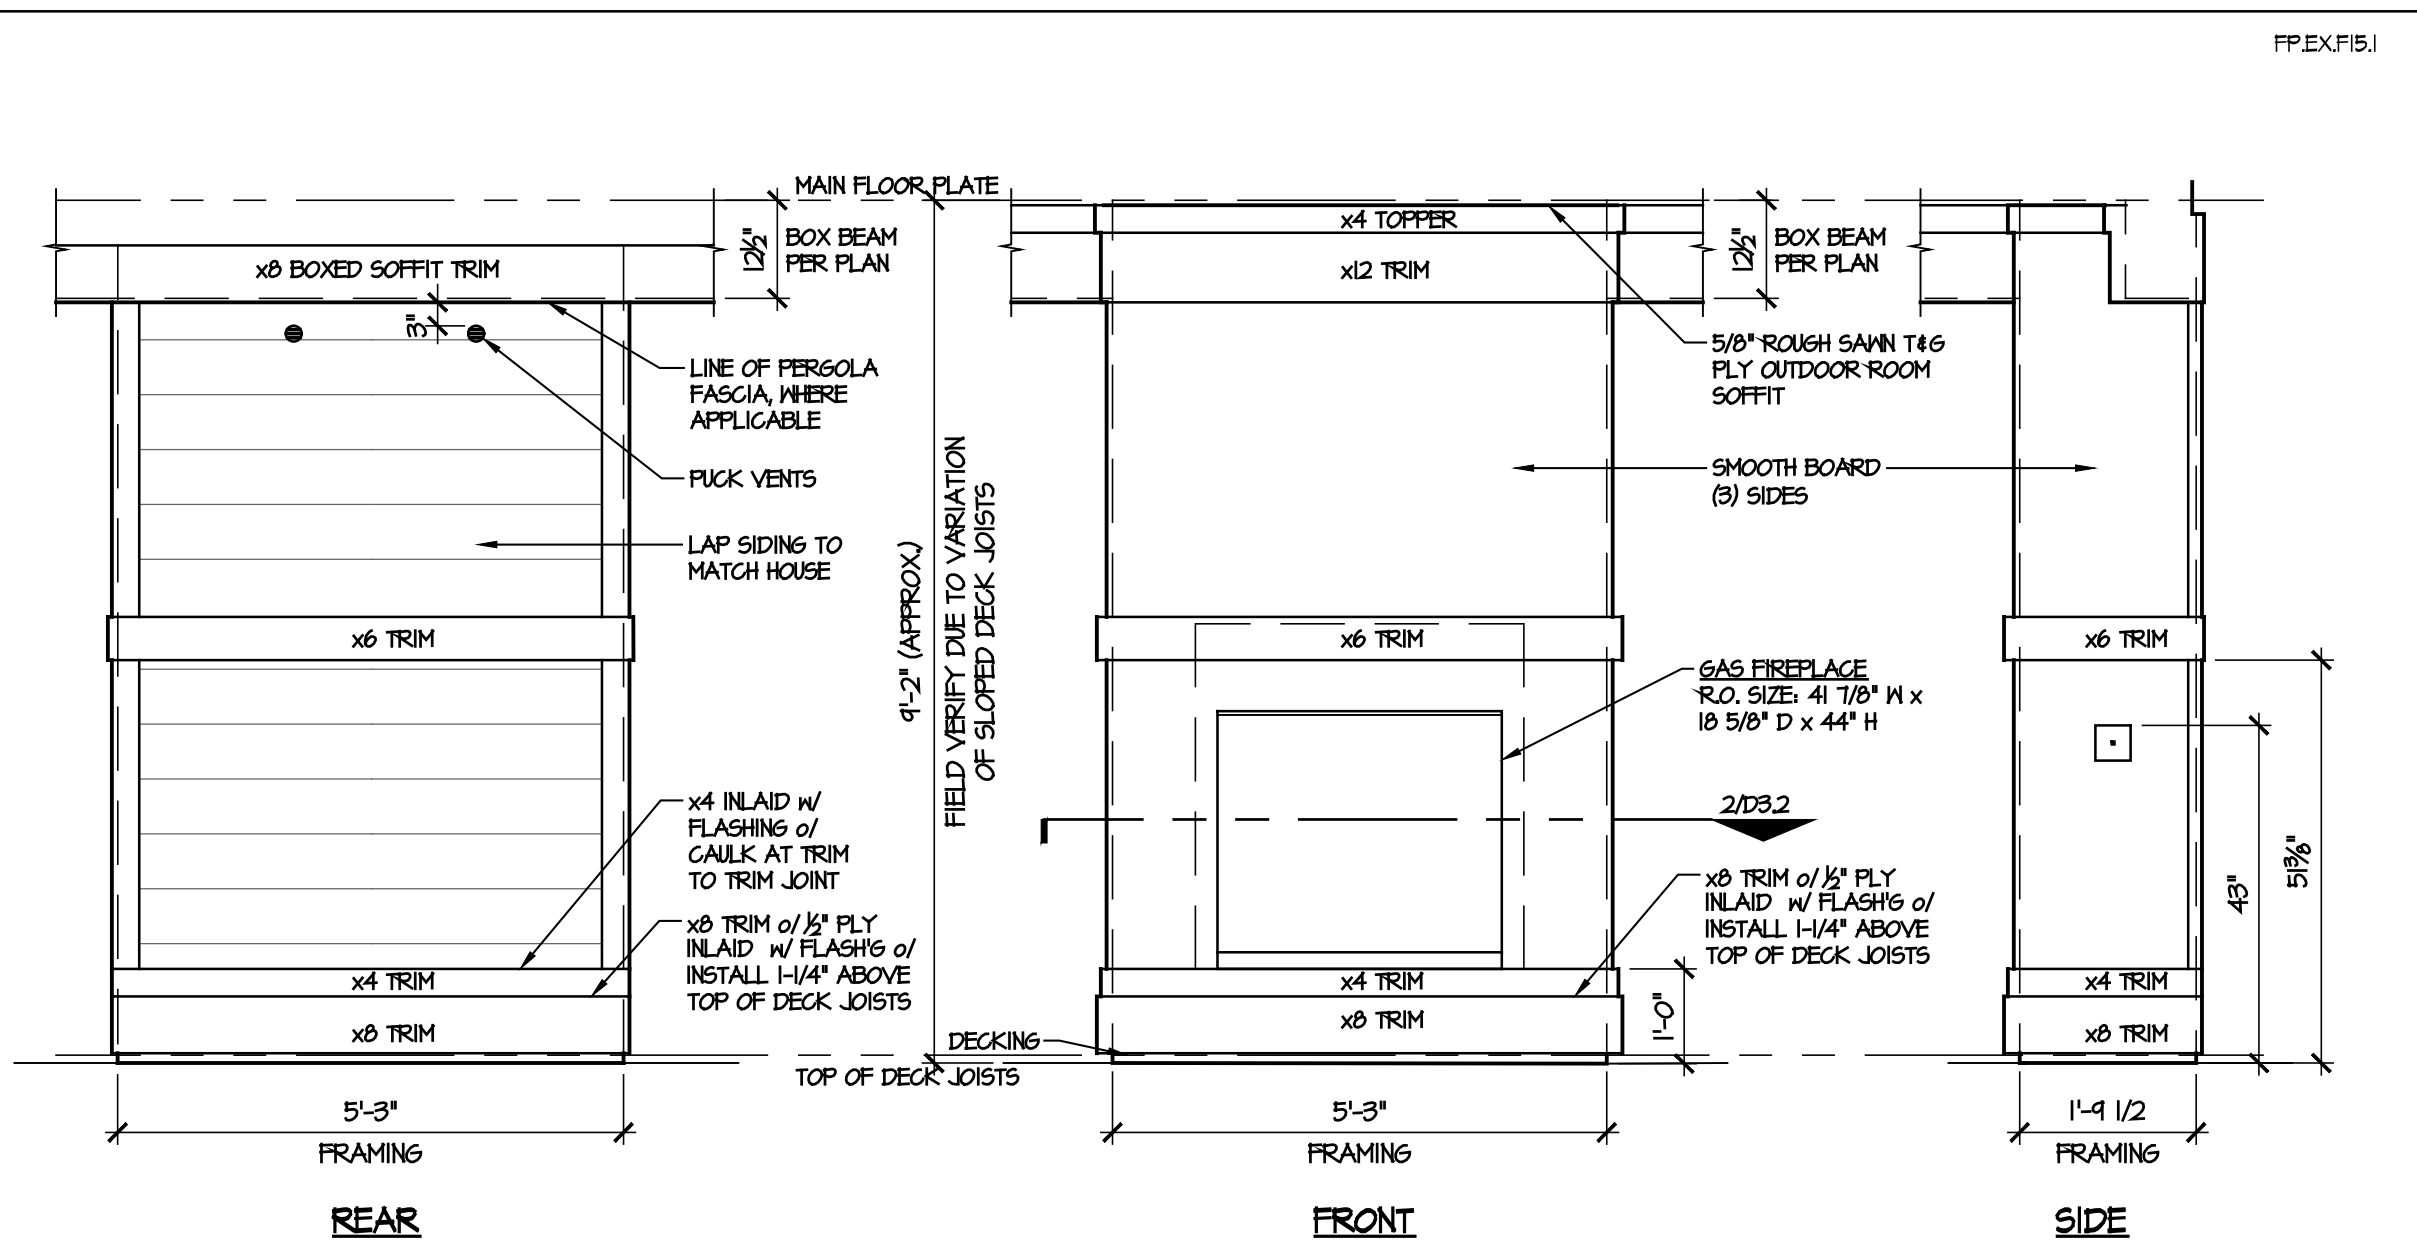 FP.EX.F15.1
MAIN FLOOR PLATE
12½"
BOX BEAM
PER PLAN
x8 BOXED SOFFIT TRIM
3"
LINE OF PERGOLA
FASCIA, WHERE
APPLICABLE
PUCK VENTS
LAP SIDING TO
MATCH HOUSE
x6 TRIM
x4 INLAID w/
FLASHING o/
CAULK AT TRIM
TO TRIM JOINT
x8 TRIM o/ ½" PLY
INLAID w/ FLASH'G o/
INSTALL 1-1/4" ABOVE
TOP OF DECK JOISTS
x4 TRIM
x8 TRIM
5'-3"
FRAMING
REAR
9'-2" (APPROX.)
FIELD VERIFY DUE TO VARIATION
OF SLOPED DECK JOISTS
DECKING
TOP OF DECK JOISTS
x4 TOPPER
x12 TRIM
12½"
BOX BEAM
PER PLAN
5/8" ROUGH SAWN T&G
PLY OUTDOOR ROOM
SOFFIT
SMOOTH BOARD
(3) SIDES
x6 TRIM
GAS FIREPLACE
R.O. SIZE: 41 7/8" W x
18 5/8" D x 44" H
2/D3.2
x8 TRIM o/ ½" PLY
INLAID w/ FLASH'G o/
INSTALL 1-1/4" ABOVE
TOP OF DECK JOISTS
x4 TRIM
x8 TRIM
1'-0"
5'-3"
FRAMING
FRONT
x6 TRIM
43"
51⅜"
x4 TRIM
x8 TRIM
1'-9 1/2
FRAMING
SIDE